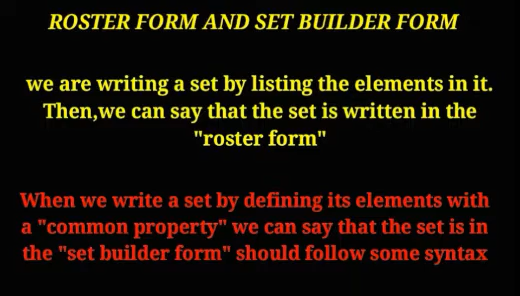 ROSTER FORM AND SET BUILDER FORM
we are writing a set by listing the elements in it.
Then,we can say that the set is written in the
"roster form"
When we write a set by defining its elements with
a "common property" we can say that the set is in
the "set builder form" should follow some syntax